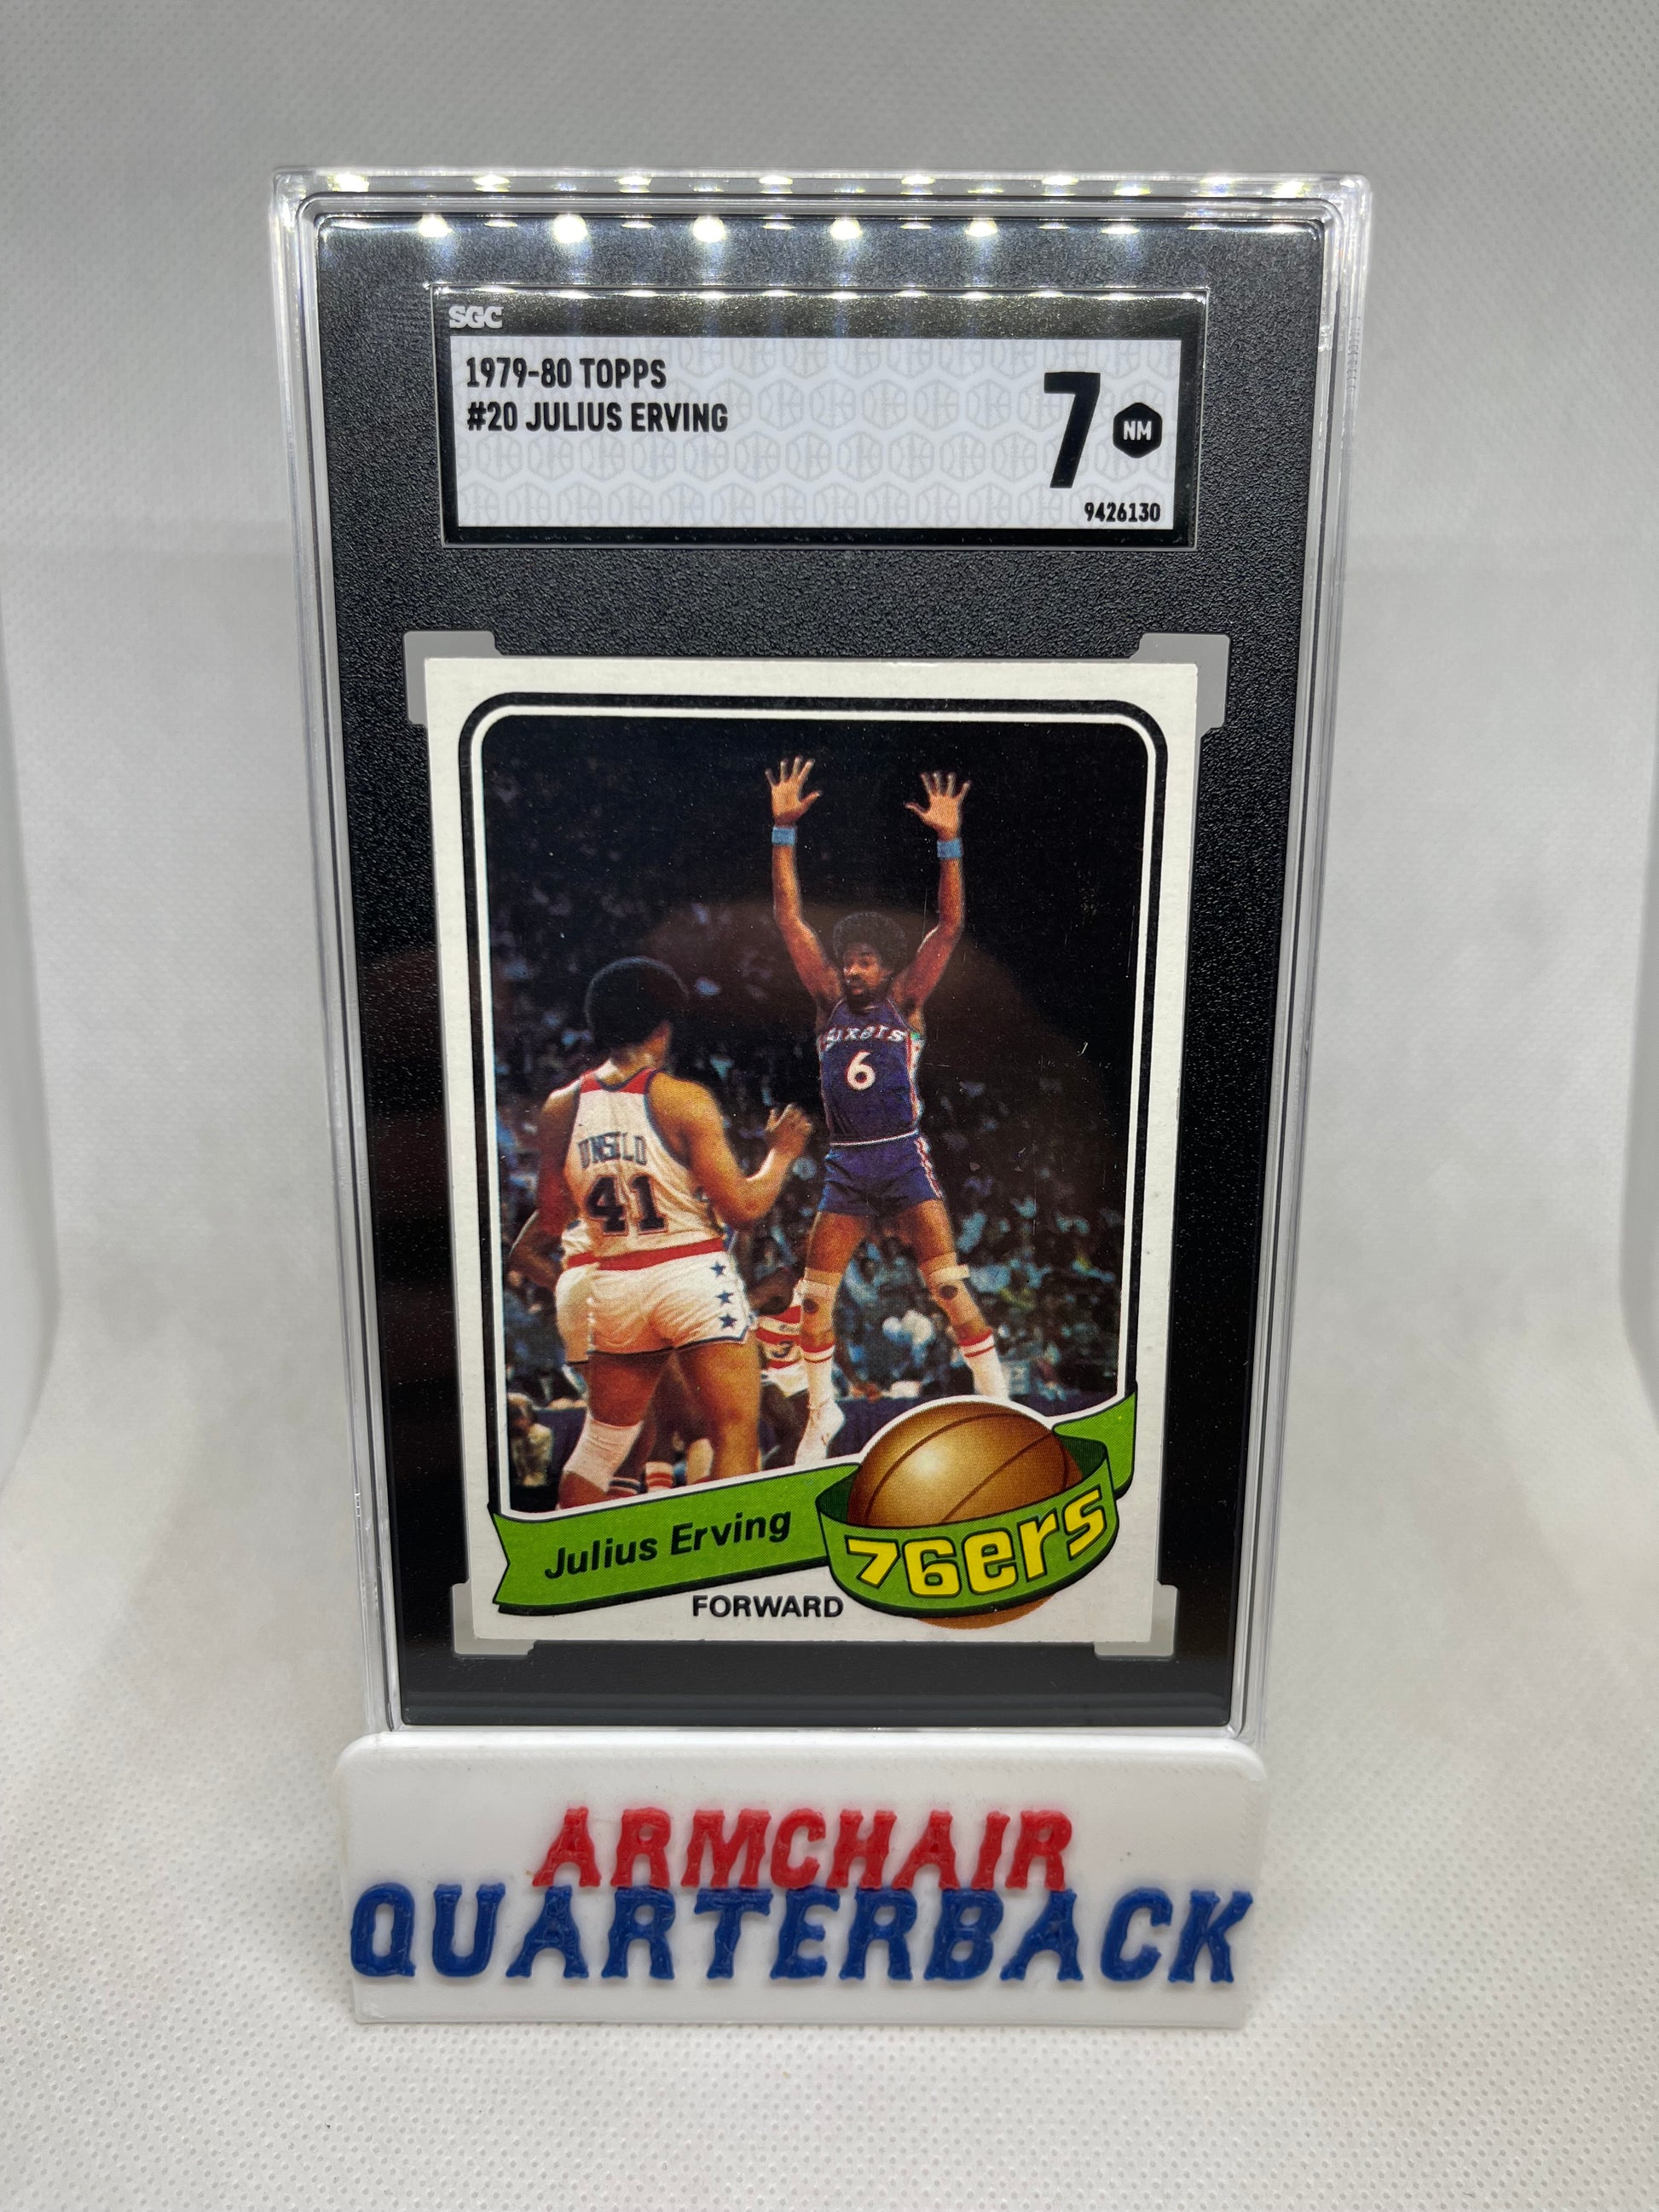 SGC
1979-80 TOPPS
#20 JULIUS ERVING
7
NM
9426130
Sixers
6
UNSELD
41
Julius Erving
76ers
FORWARD
ARMCHAIR
QUARTERBACK